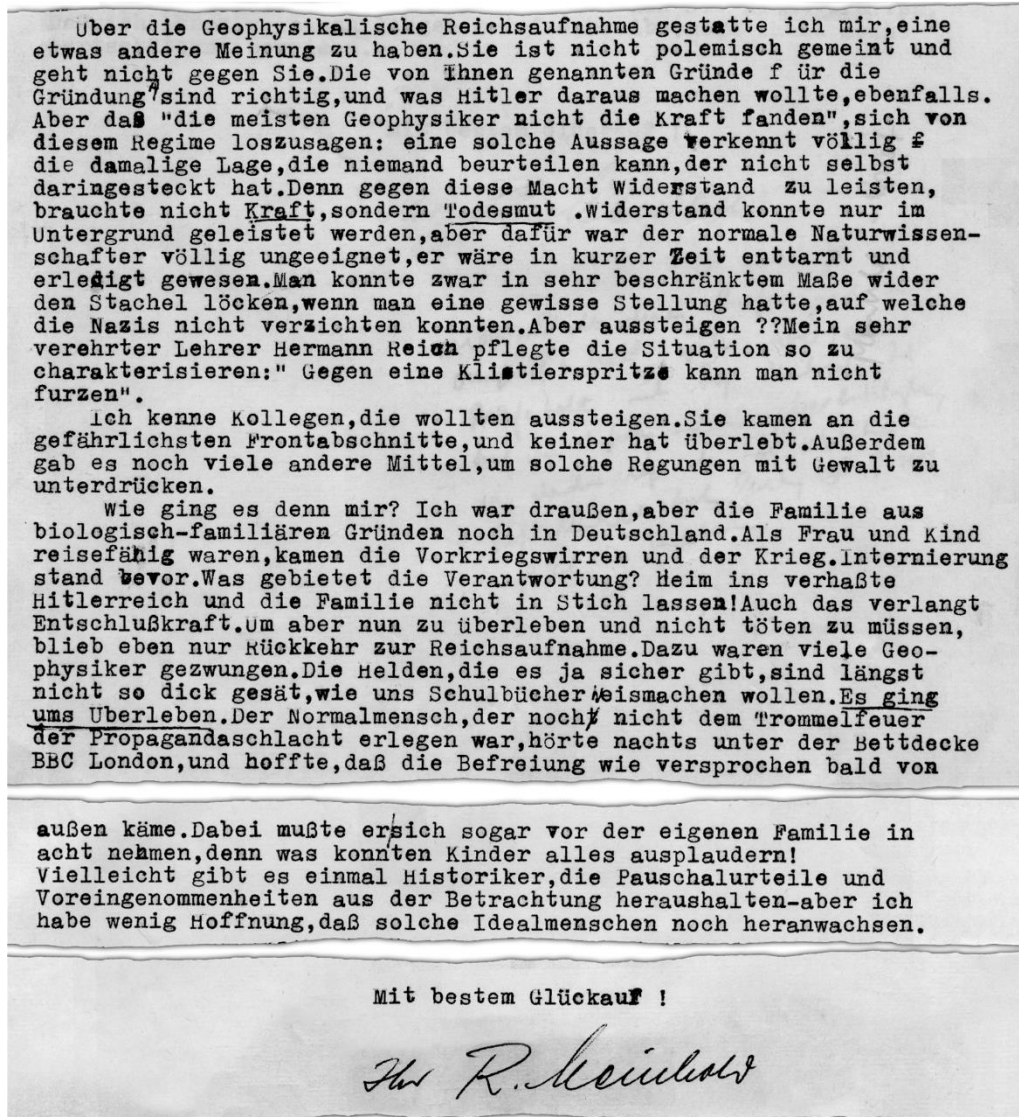 Über die Geophysikalische Reichsaufnahme gestatte ich mir,eine
etwas andere Meinung zu haben.Sie ist nicht polemisch gemeint und
geht nicht gegen Sie.Die von Ihnen genannten Gründe f ür die
Gründung sind richtig,und was Hitler daraus machen wollte,ebenfalls.
Aber daß "die meisten Geophysiker nicht die Kraft fanden",sich von
diesem Regime loszusagen: eine solche Aussage verkennt völlig f
die damalige Lage,die niemand beurteilen kann,der nicht selbst
daringesteckt hat.Denn gegen diese Macht Widerstand zu leisten,
brauchte nicht Kraft,sondern Todesmut .Widerstand konnte nur im
Untergrund geleistet werden,aber dafür war der normale Naturwissen-
schafter völlig ungeeignet,er wäre in kurzer Zeit enttarnt und
erledigt gewesen.Man konnte zwar in sehr beschränktem Maße wider
den Stachel löcken,wenn man eine gewisse Stellung hatte,auf welche
die Nazis nicht verzichten konnten.Aber aussteigen ??Mein sehr
verehrter Lehrer Hermann Reich pflegte die Situation so zu
charakterisieren:" Gegen eine Klistierspritze kann man nicht
furzen".
Ich kenne Kollegen,die wollten aussteigen.Sie kamen an die
gefährlichsten Frontabschnitte,und keiner hat überlebt.Außerdem
gab es noch viele andere Mittel,um solche Regungen mit Gewalt zu
unterdrücken.
Wie ging es denn mir? Ich war draußen,aber die Familie aus
biologisch-familiären Gründen noch in Deutschland.Als Frau und Kind
reisefähig waren,kamen die Vorkriegswirren und der Krieg.Internierung
stand bevor.Was gebietet die Verantwortung? Heim ins verhaßte
Hitlerreich und die Familie nicht in Stich lassen!Auch das verlangt
Entschlußkraft.Um aber nun zu überleben und nicht töten zu müssen,
blieb eben nur Rückkehr zur Reichsaufnahme.Dazu waren viele Geo-
physiker gezwungen.Die Helden,die es ja sicher gibt,sind längst
nicht so dick gesät,wie uns Schulbücher weismachen wollen.Es ging
ums Überleben.Der Normalmensch,der noch nicht dem Trommelfeuer
der Propagandaschlacht erlegen war,hörte nachts unter der Bettdecke
BBC London,und hoffte,daß die Befreiung wie versprochen bald von
außen käme.Dabei mußte er sich sogar vor der eigenen Familie in
acht nehmen,denn was konnten Kinder alles ausplaudern!
Vielleicht gibt es einmal Historiker,die Pauschalurteile und
Voreingenommenheiten aus der Betrachtung heraushalten-aber ich
habe wenig Hoffnung,daß solche Idealmenschen noch heranwachsen.
Mit bestem Glückauf !
Ihr R. Meinhold